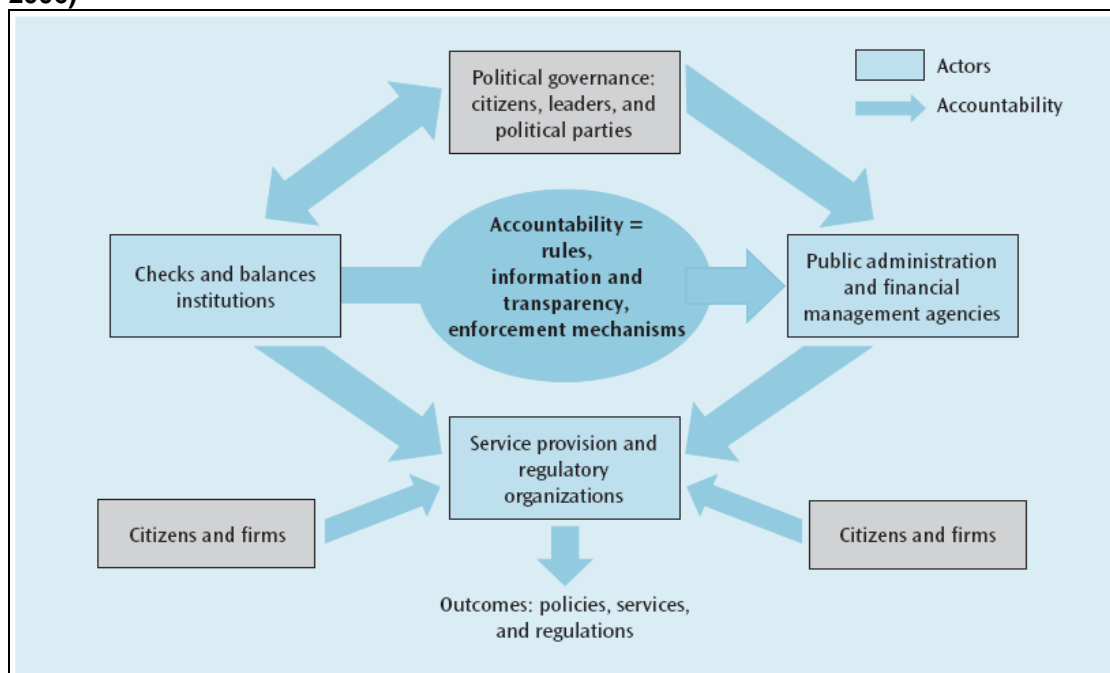 Political governance:
citizens, leaders, and
political parties
Actors
Accountability
Accountability =
rules,
information and
transparency,
enforcement mechanisms
Checks and balances
institutions
Public administration
and financial
management agencies
Service provision and
regulatory
organizations
Citizens and firms
Citizens and firms
Outcomes: policies, services,
and regulations